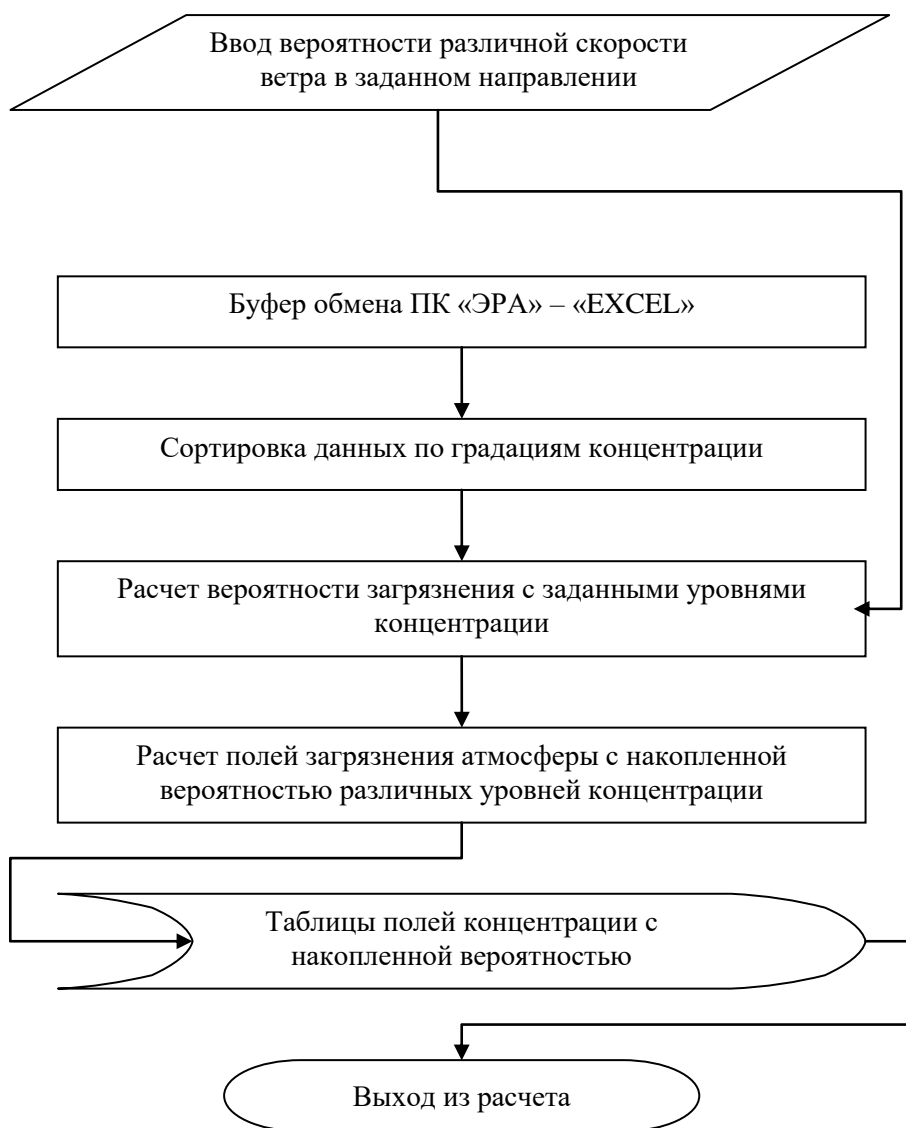 Ввод вероятности различной скорости
ветра в заданном направлении
Буфер обмена ПК «ЭРА» – «EXCEL»
Сортировка данных по градациям концентрации
Расчет вероятности загрязнения с заданными уровнями
концентрации
Расчет полей загрязнения атмосферы с накопленной
вероятностью различных уровней концентрации
Таблицы полей концентрации с
накопленной вероятностью
Выход из расчета